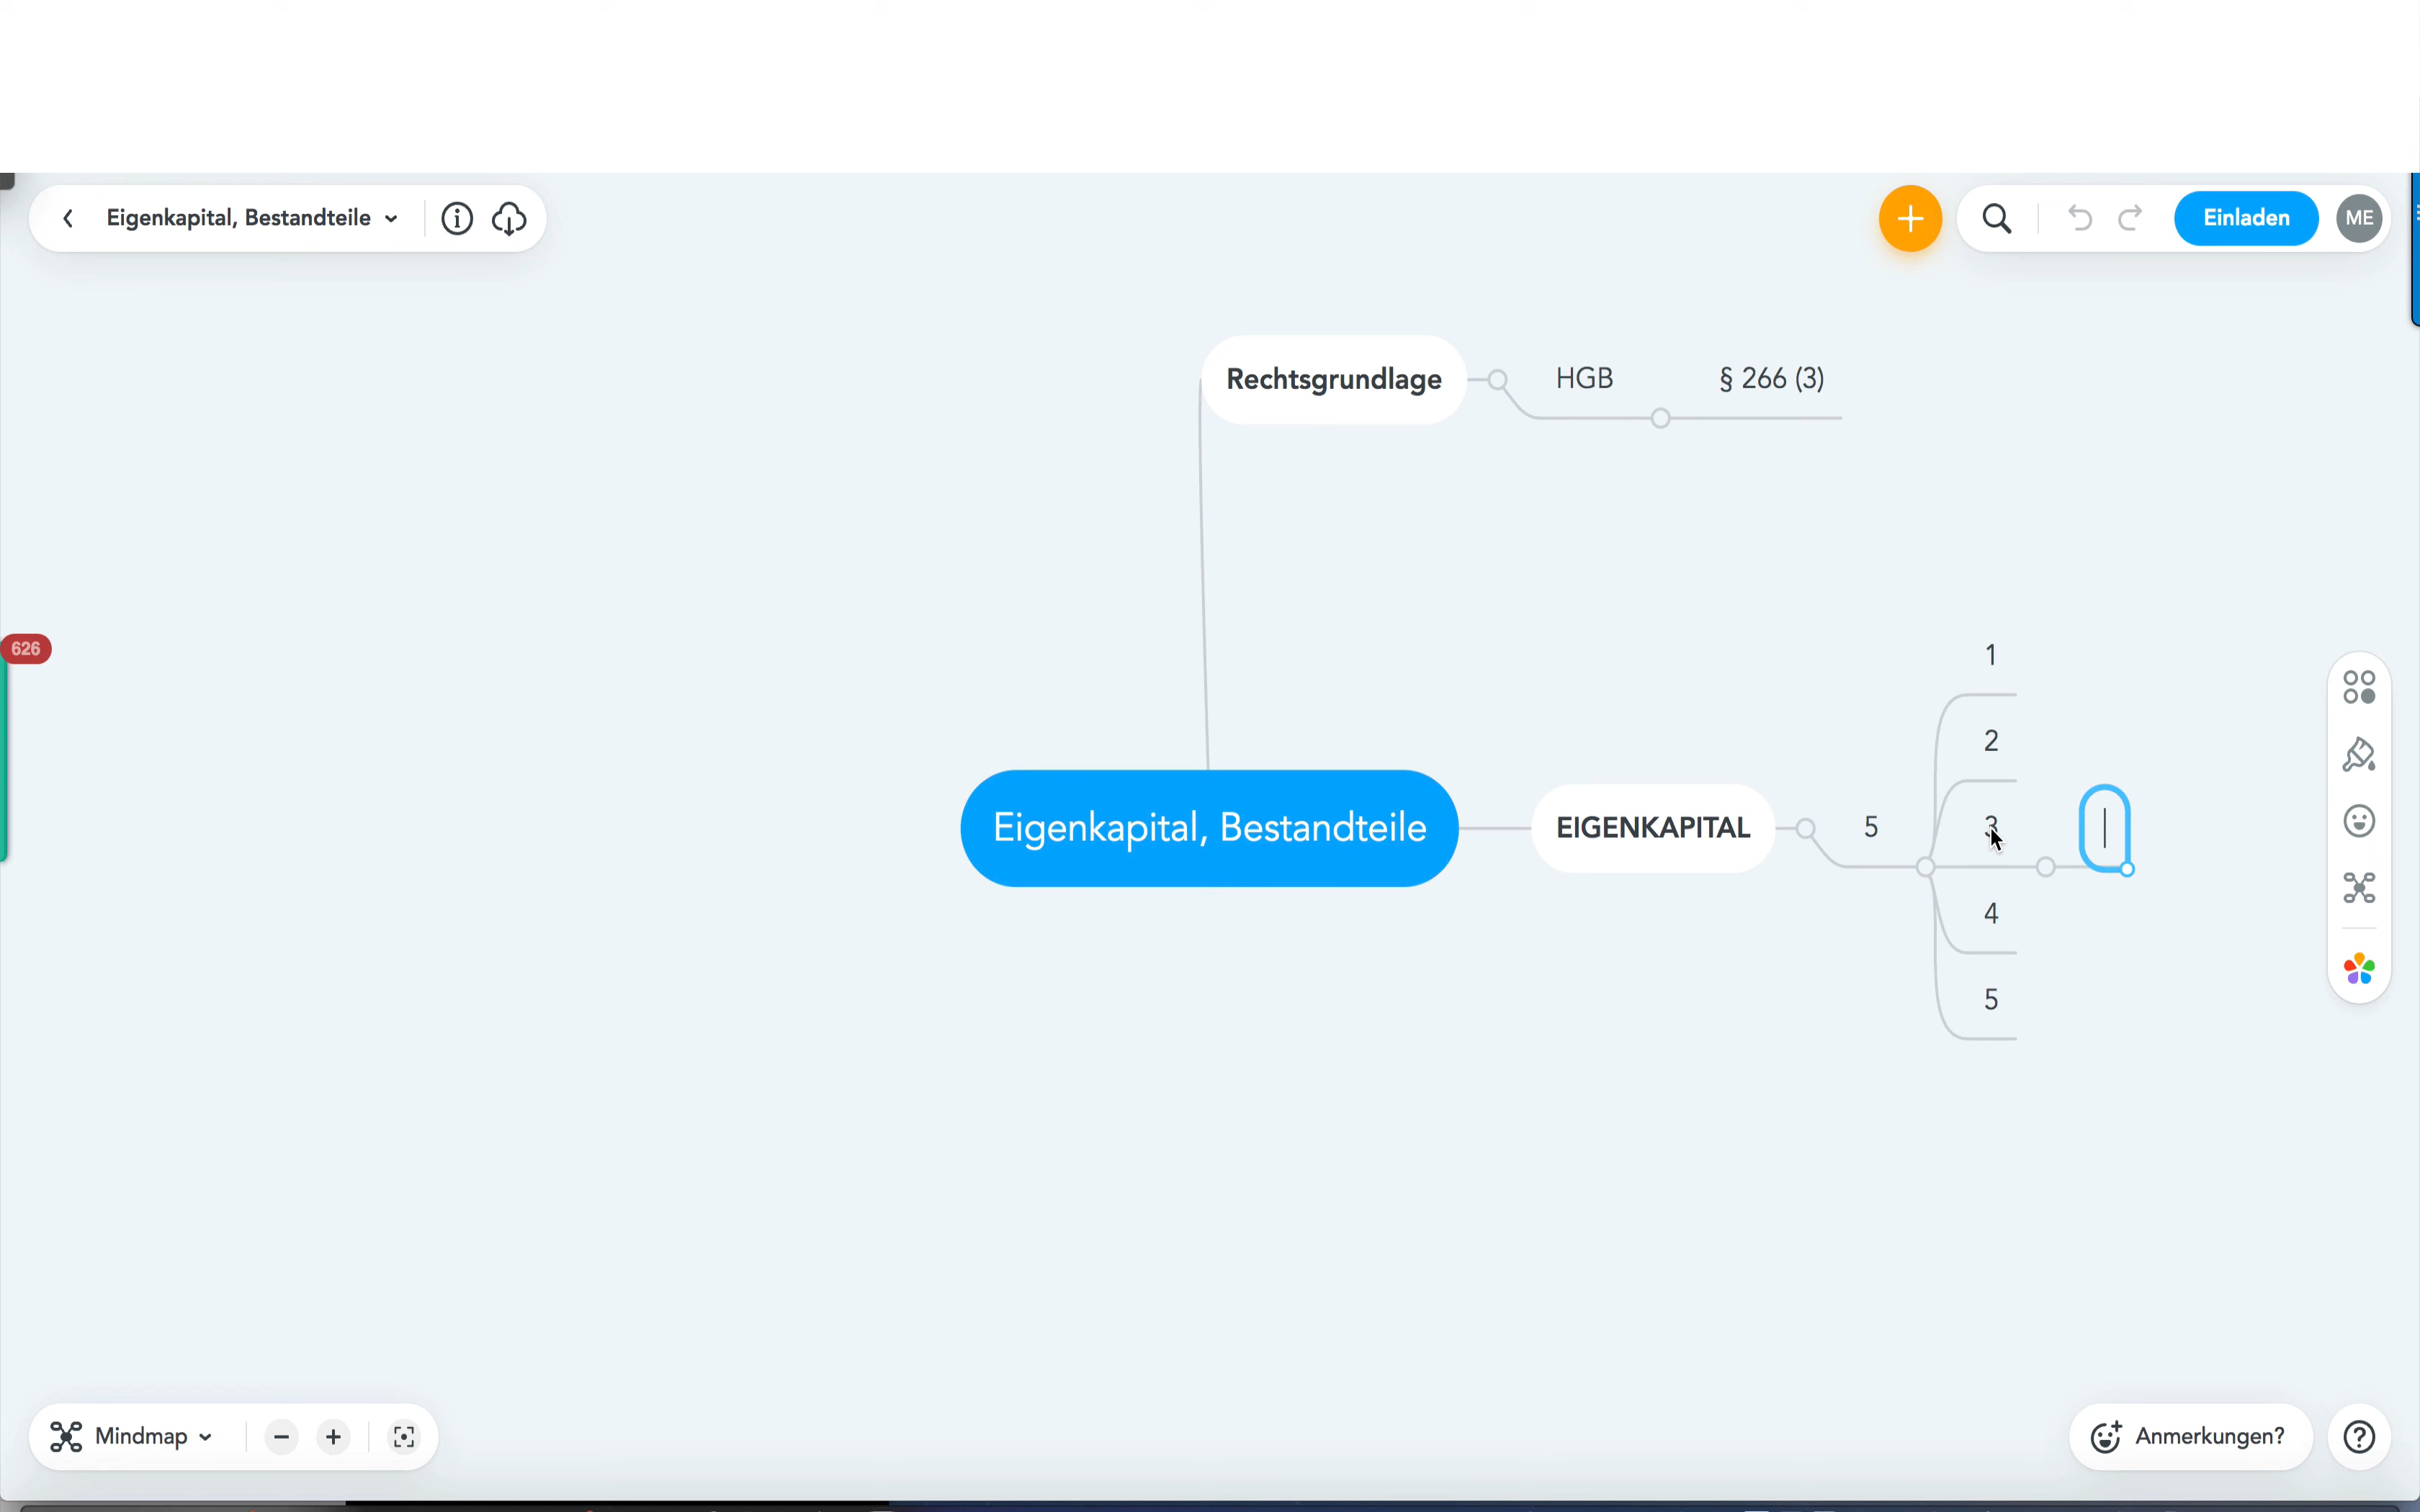 Eigenkapital, Bestandteile
Einladen
ME
Rechtsgrundlage
HGB
§ 266 (3)
626
1
2
Eigenkapital, Bestandteile
EIGENKAPITAL
5
3
4
5
Mindmap
Anmerkungen?